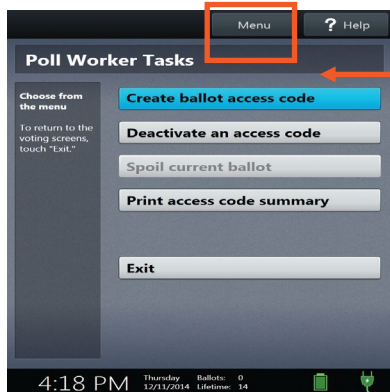 Menu
? Help
Poll Worker Tasks
Choose from
the menu
To return to the
voting screens,
touch "Exit."
Create ballot access code
Deactivate an access code
Spoil current ballot
Print access code summary
Exit
4:18 PM
Thursday Ballots: 0
12/11/2014 Lifetime: 14